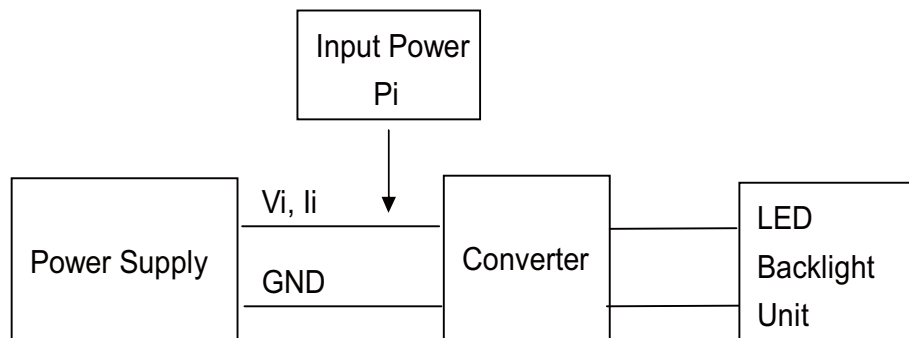 Input Power
Pi
Vi, Ii
Power Supply
GND
Converter
LED
Backlight
Unit